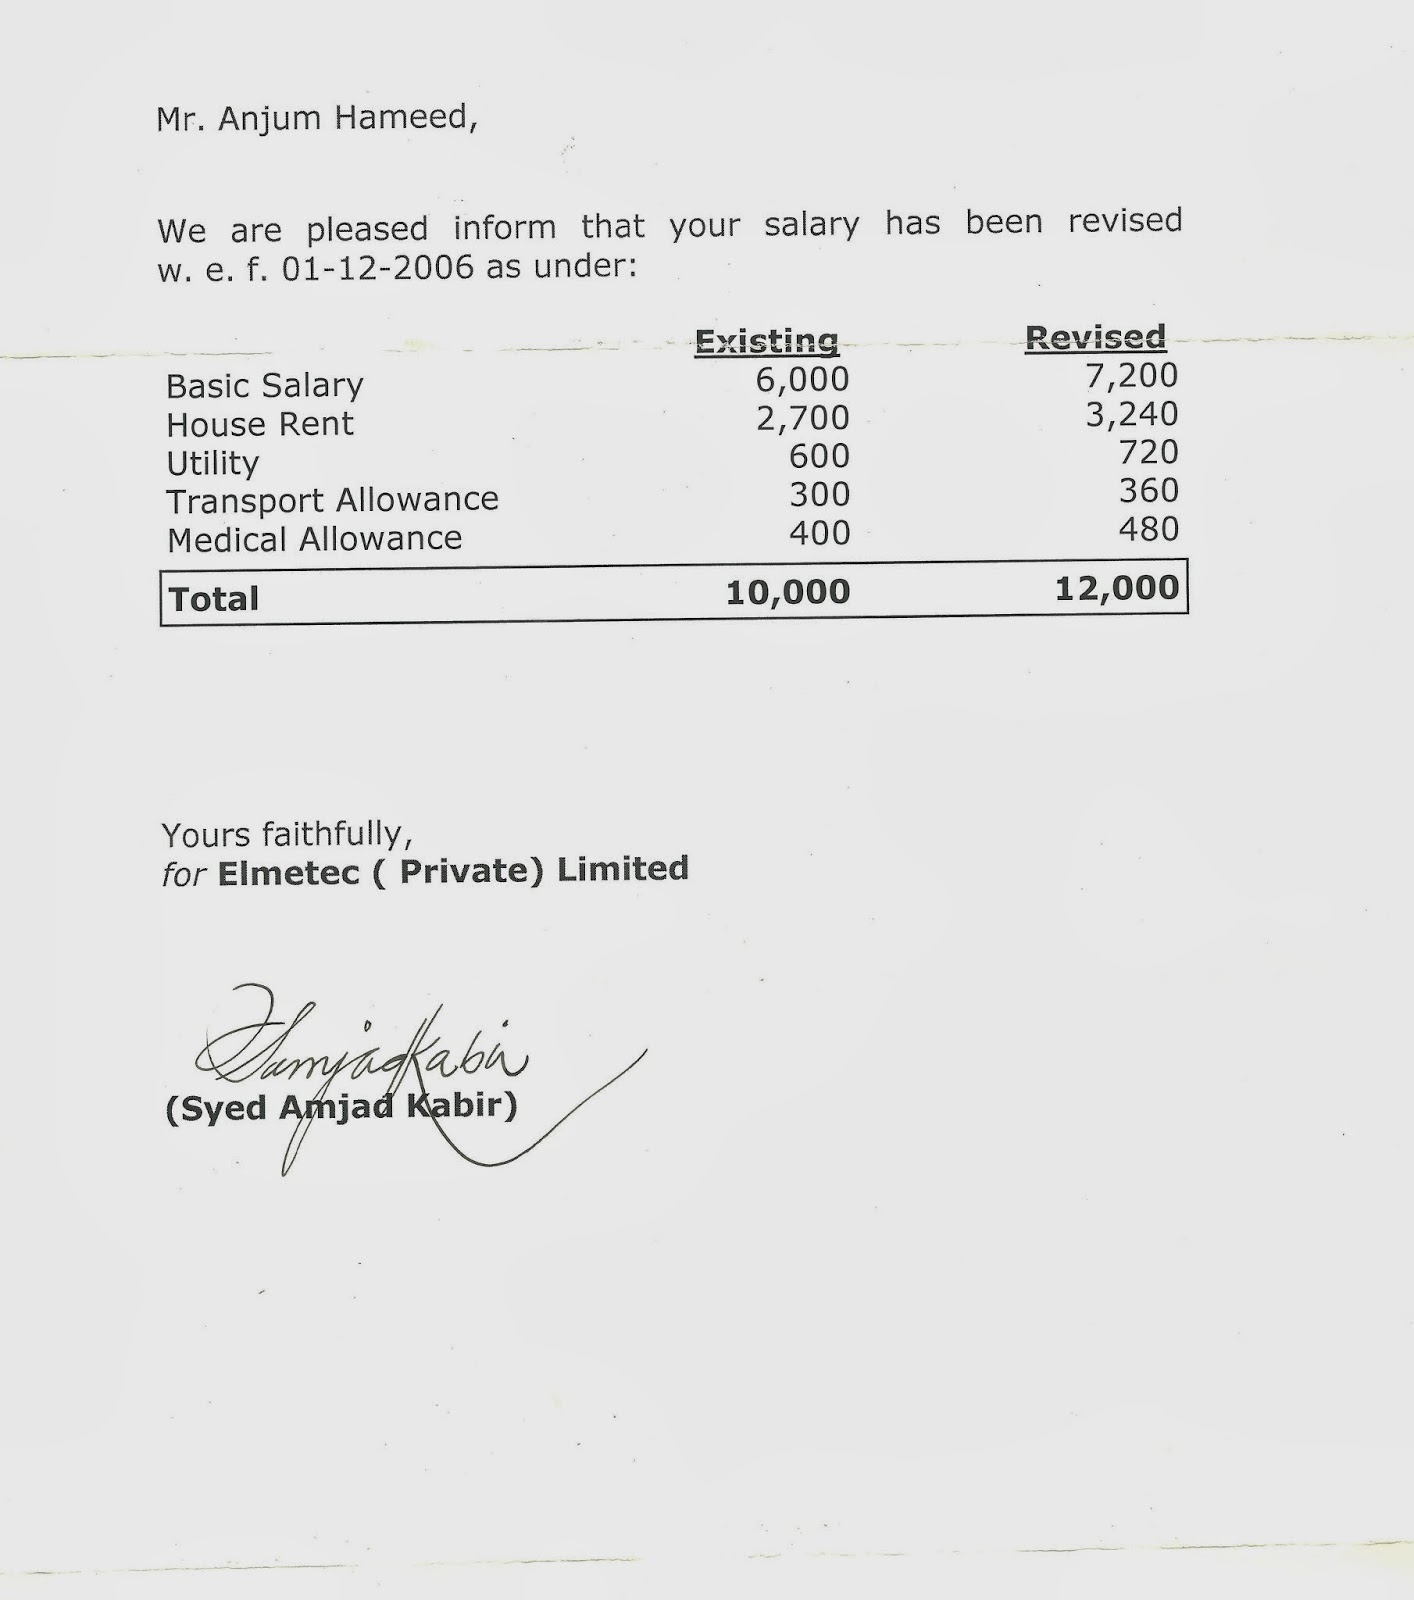 Mr. Anjum Hameed,
We are pleased inform that your salary has been revised
w. e. f. 01-12-2006 as under:
Existing Revised
Basic Salary 6,000 7,200
House Rent 2,700 3,240
Utility 600 720
Transport Allowance 300 360
Medical Allowance 400 480
Total 10,000 12,000
Yours faithfully,
for Elmetec ( Private) Limited
SAmjadKabir
(Syed Amjad Kabir)